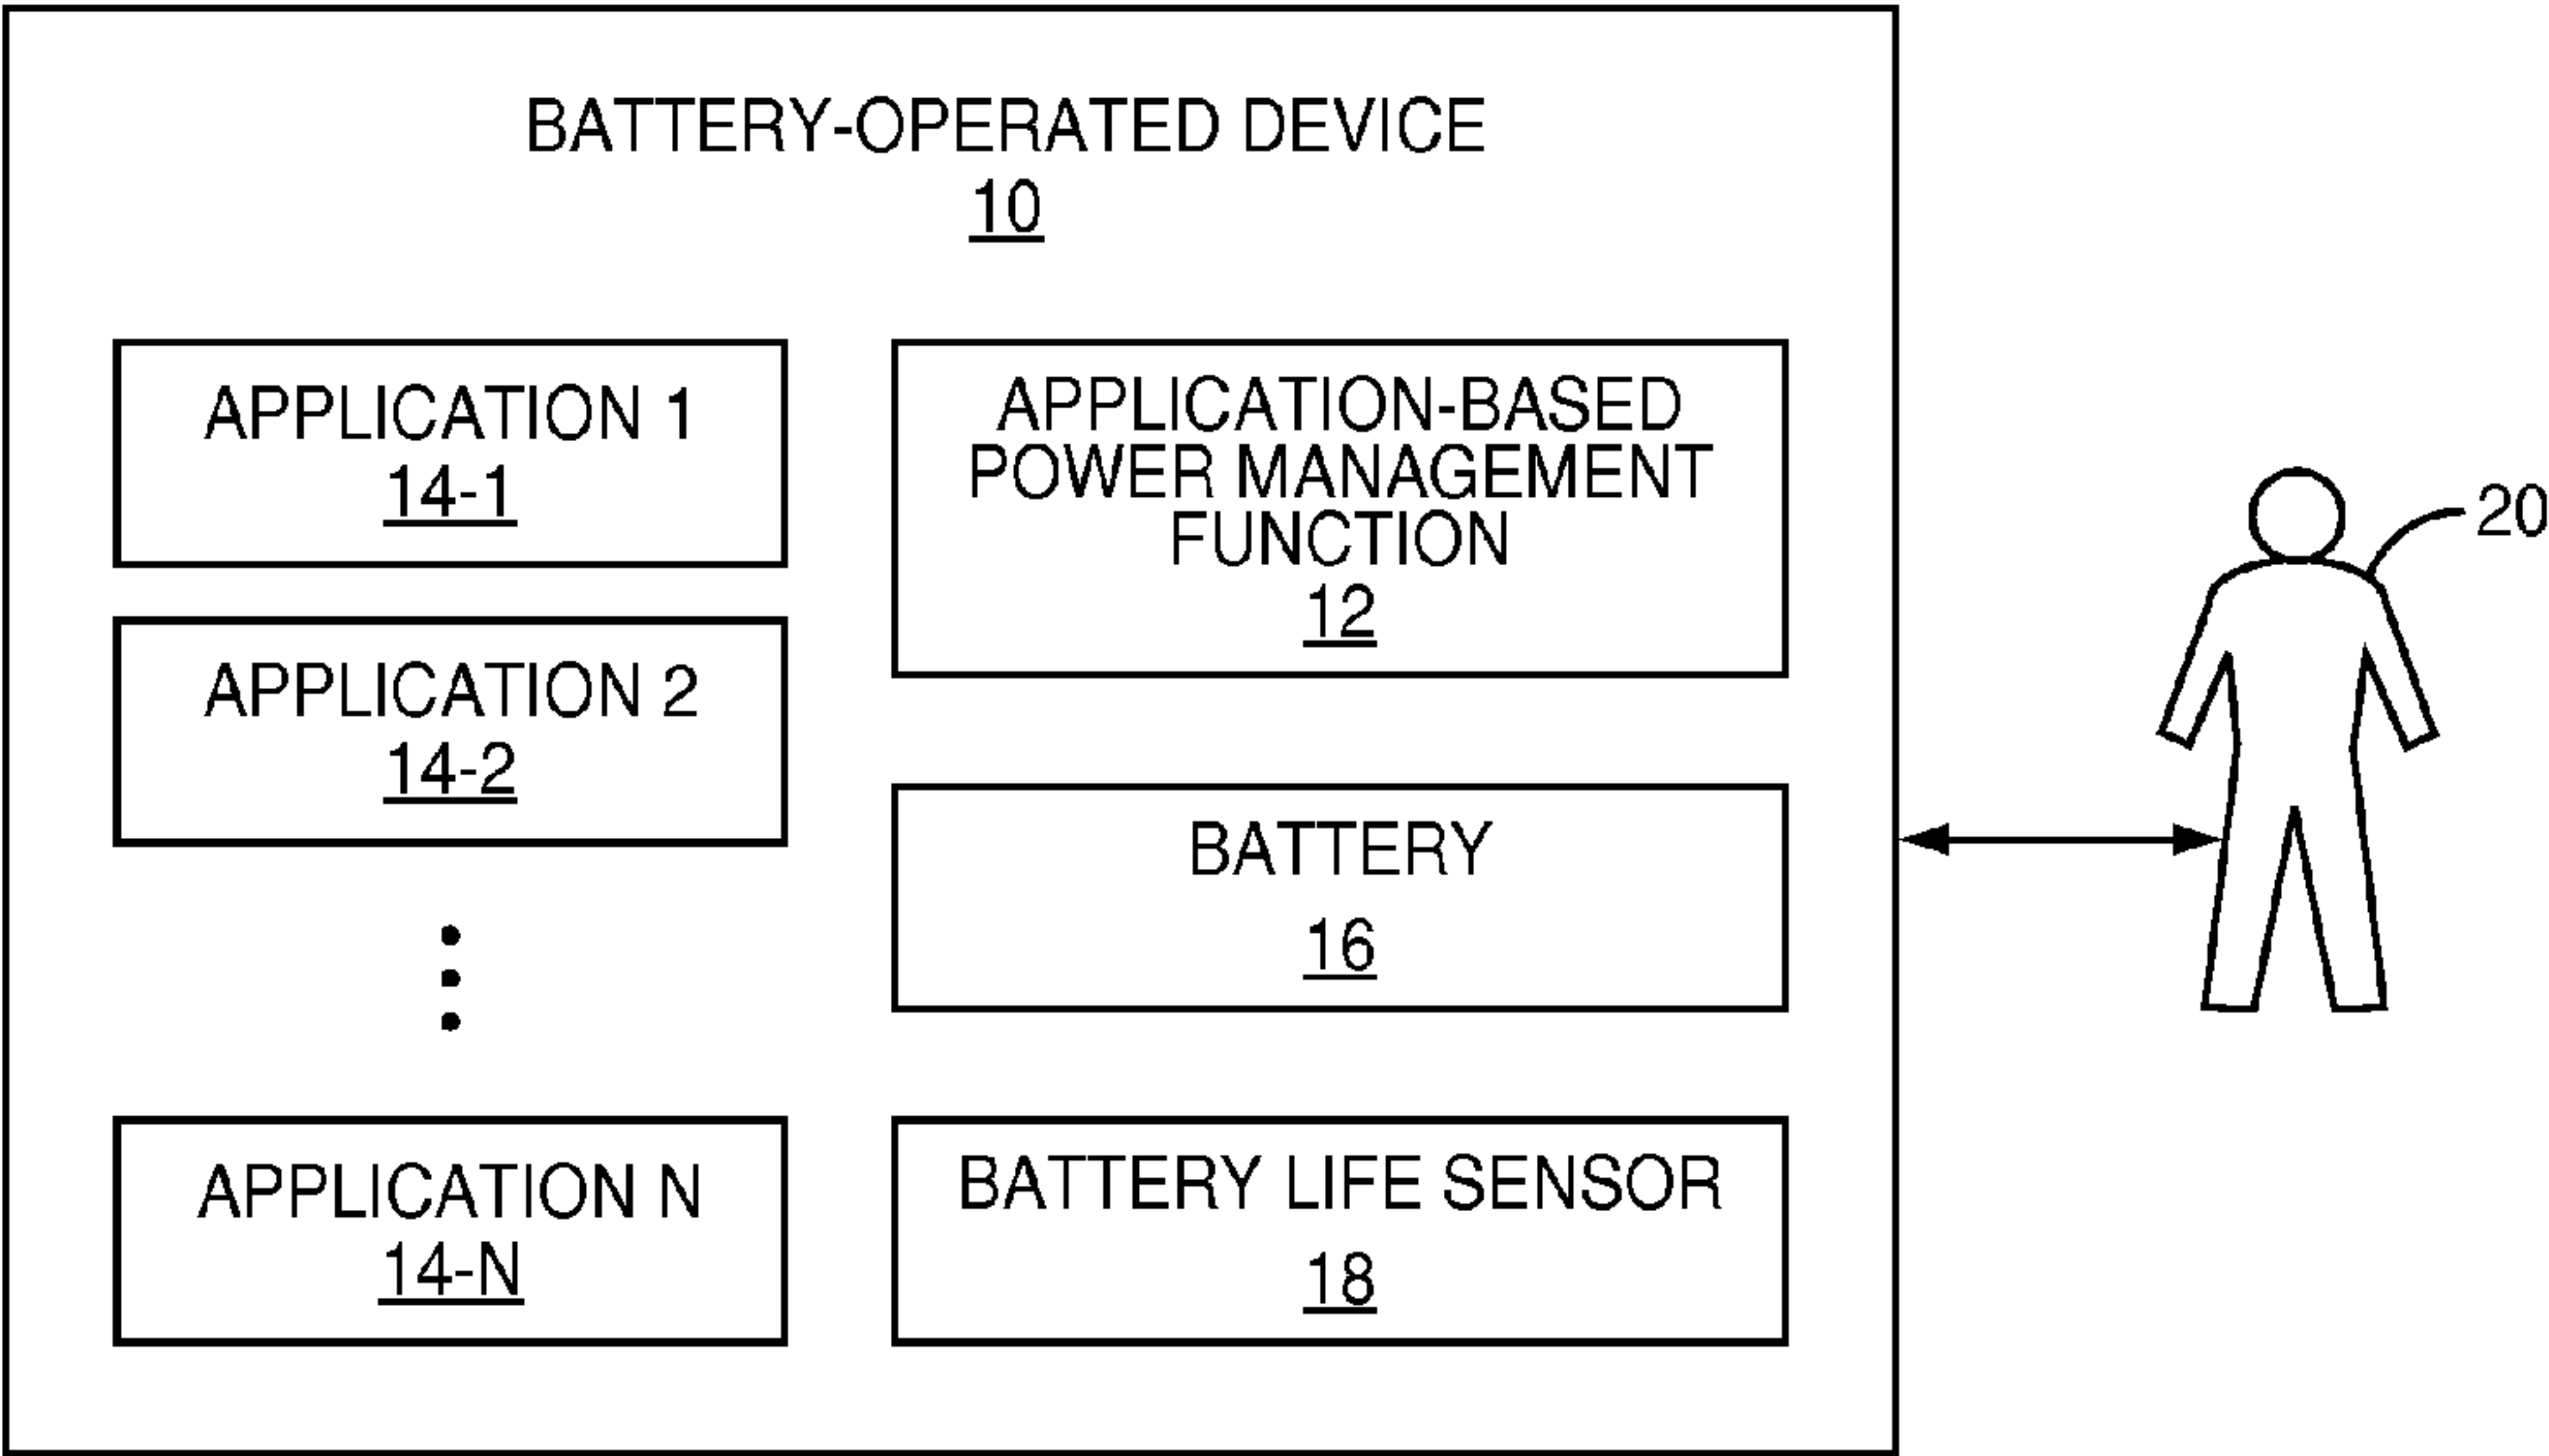 BATTERY-OPERATED DEVICE
10
APPLICATION 1
14-1
APPLICATION 2
14-2
APPLICATION N
14-N
APPLICATION-BASED
POWER MANAGEMENT
FUNCTION
12
BATTERY
16
BATTERY LIFE SENSOR
18
20